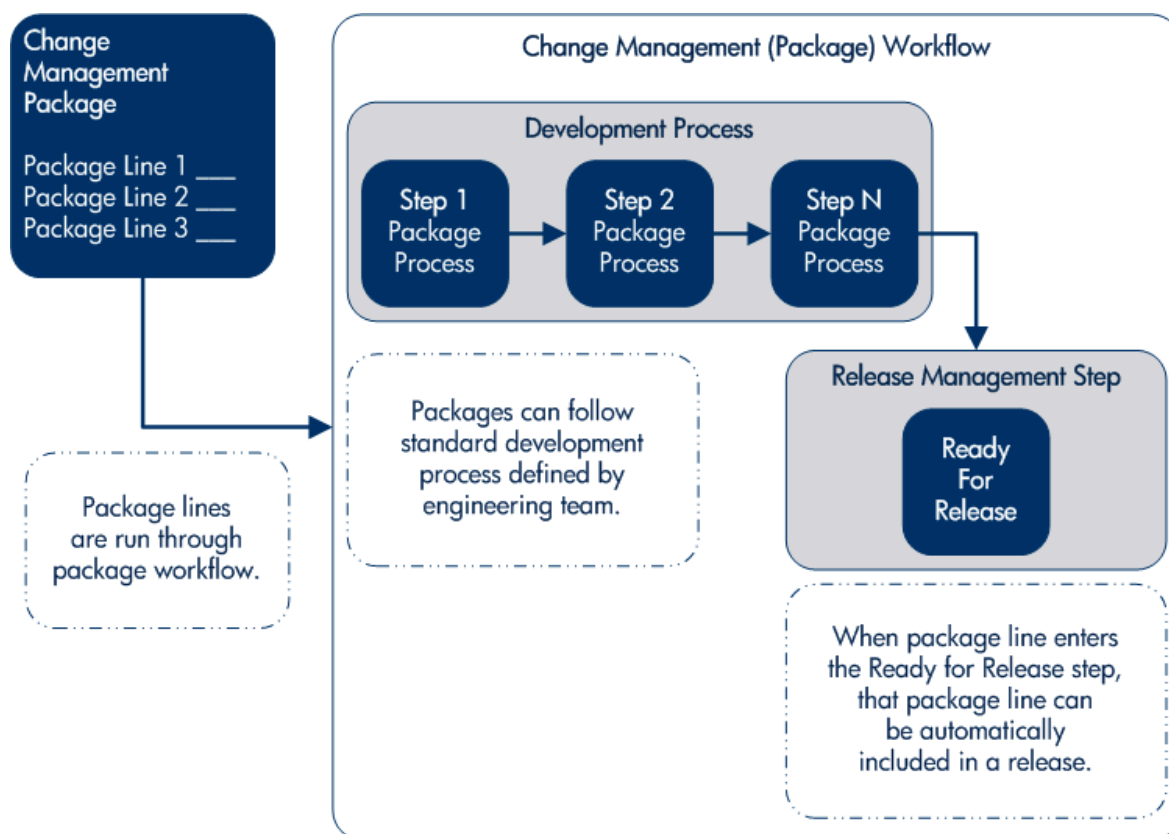 Change
Management
Package
Package Line 1 ___
Package Line 2 ___
Package Line 3 ___
Package lines
are run through
package workflow.
Change Management (Package) Workflow
Development Process
Step 1
Package
Process
Step 2
Package
Process
Step N
Package
Process
Packages can follow
standard development
process defined by
engineering team.
Release Management Step
Ready
For
Release
When package line enters
the Ready for Release step,
that package line can
be automatically
included in a release.